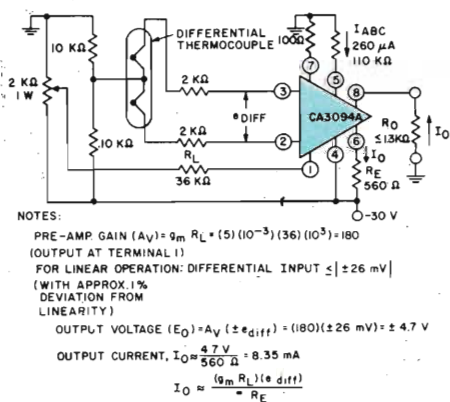 10 KΩ
DIFFERENTIAL
THERMOCOUPLE
100Ω
I ABC
260 μA
110 KΩ
7
5
2 KΩ
1 W
2 KΩ
3
8
e DIFF
CA3094A
RO
≤1.3KΩ
IO
10 KΩ
2 KΩ
2
6
RL
36 KΩ
1
4
IO
RE
560 Ω
-30 V
NOTES:
PRE-AMP. GAIN (AV)= gm RL = (5)(10-3)(36)(103)=180
(OUTPUT AT TERMINAL 1)
FOR LINEAR OPERATION: DIFFERENTIAL INPUT ≤|±26 mV|
(WITH APPROX. 1%
DEVIATION FROM
LINEARITY)
OUTPUT VOLTAGE (EO)=AV (±ediff) = (180)(±26 mV)= ± 4.7 V
OUTPUT CURRENT, IO≈ 4.7 V / 560 Ω = 8.35 mA
IO ≈ (gm RL)(e diff) / RE